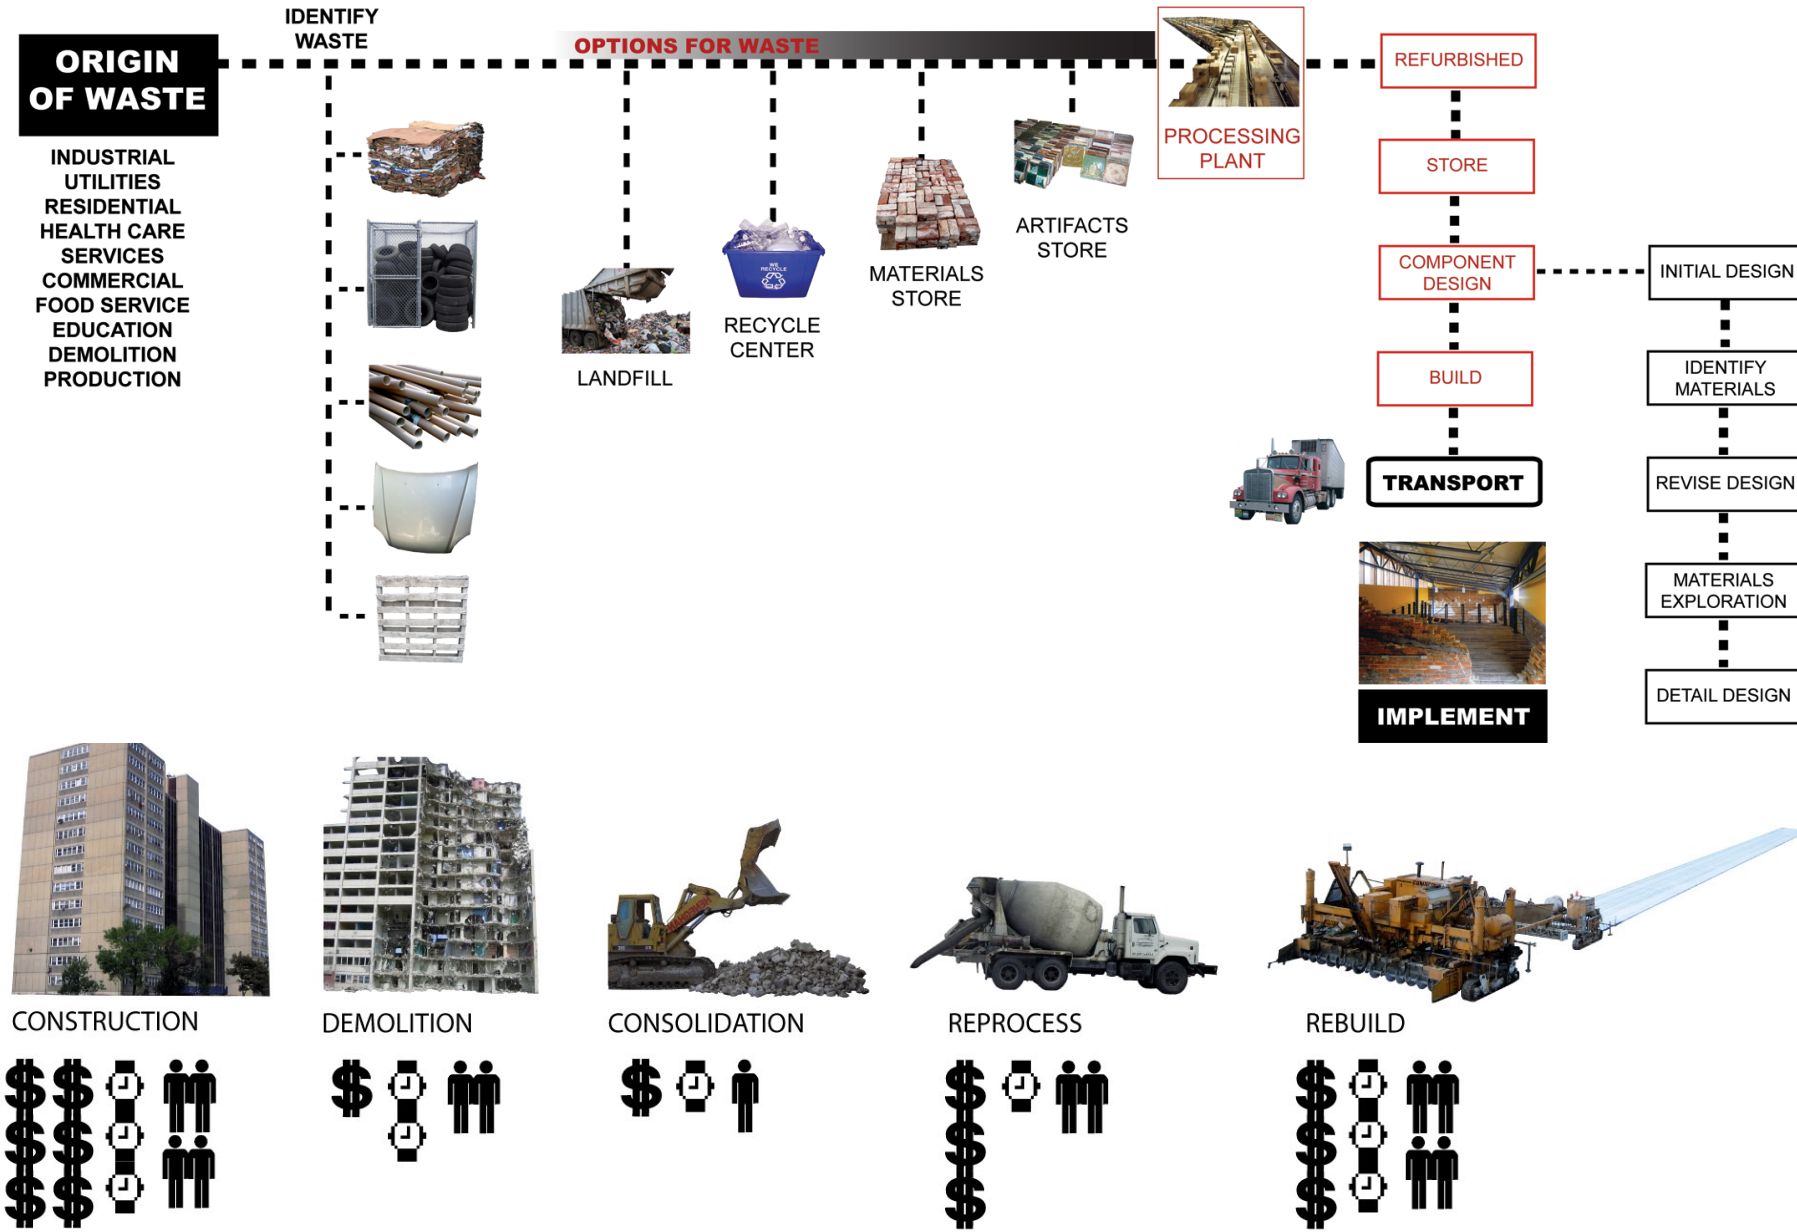 ORIGIN
OF WASTE
INDUSTRIAL
UTILITIES
RESIDENTIAL
HEALTH CARE
SERVICES
COMMERCIAL
FOOD SERVICE
EDUCATION
DEMOLITION
PRODUCTION
IDENTIFY
WASTE
OPTIONS FOR WASTE
LANDFILL
WE
RECYCLE
RECYCLE
CENTER
MATERIALS
STORE
ARTIFACTS
STORE
PROCESSING
PLANT
REFURBISHED
STORE
COMPONENT
DESIGN
BUILD
TRANSPORT
IMPLEMENT
INITIAL DESIGN
IDENTIFY
MATERIALS
REVISE DESIGN
MATERIALS
EXPLORATION
DETAIL DESIGN
CONSTRUCTION
DEMOLITION
CONSOLIDATION
REPROCESS
REBUILD
$ $
$ $
$ $
$
$
$
$
$
$
$
$